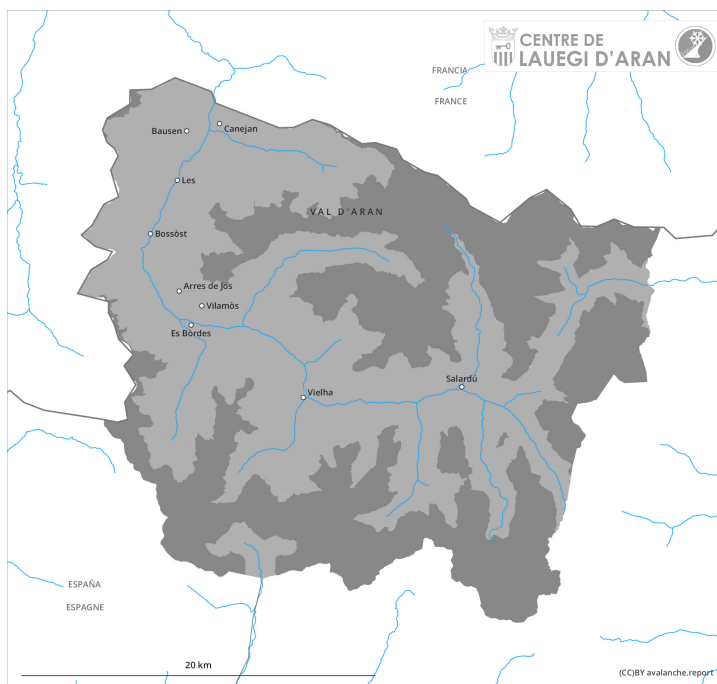 CENTRE DE
LAUEGI D'ARAN
FRANCIA
FRANCE
Bausen
Canejan
Les
VAL D'ARAN
Bossòst
Arres de Jos
Vilamòs
Es Bòrdes
Salardú
Vielha
ESPAÑA
ESPAGNE
20 km
(CC)BY avalanche.report